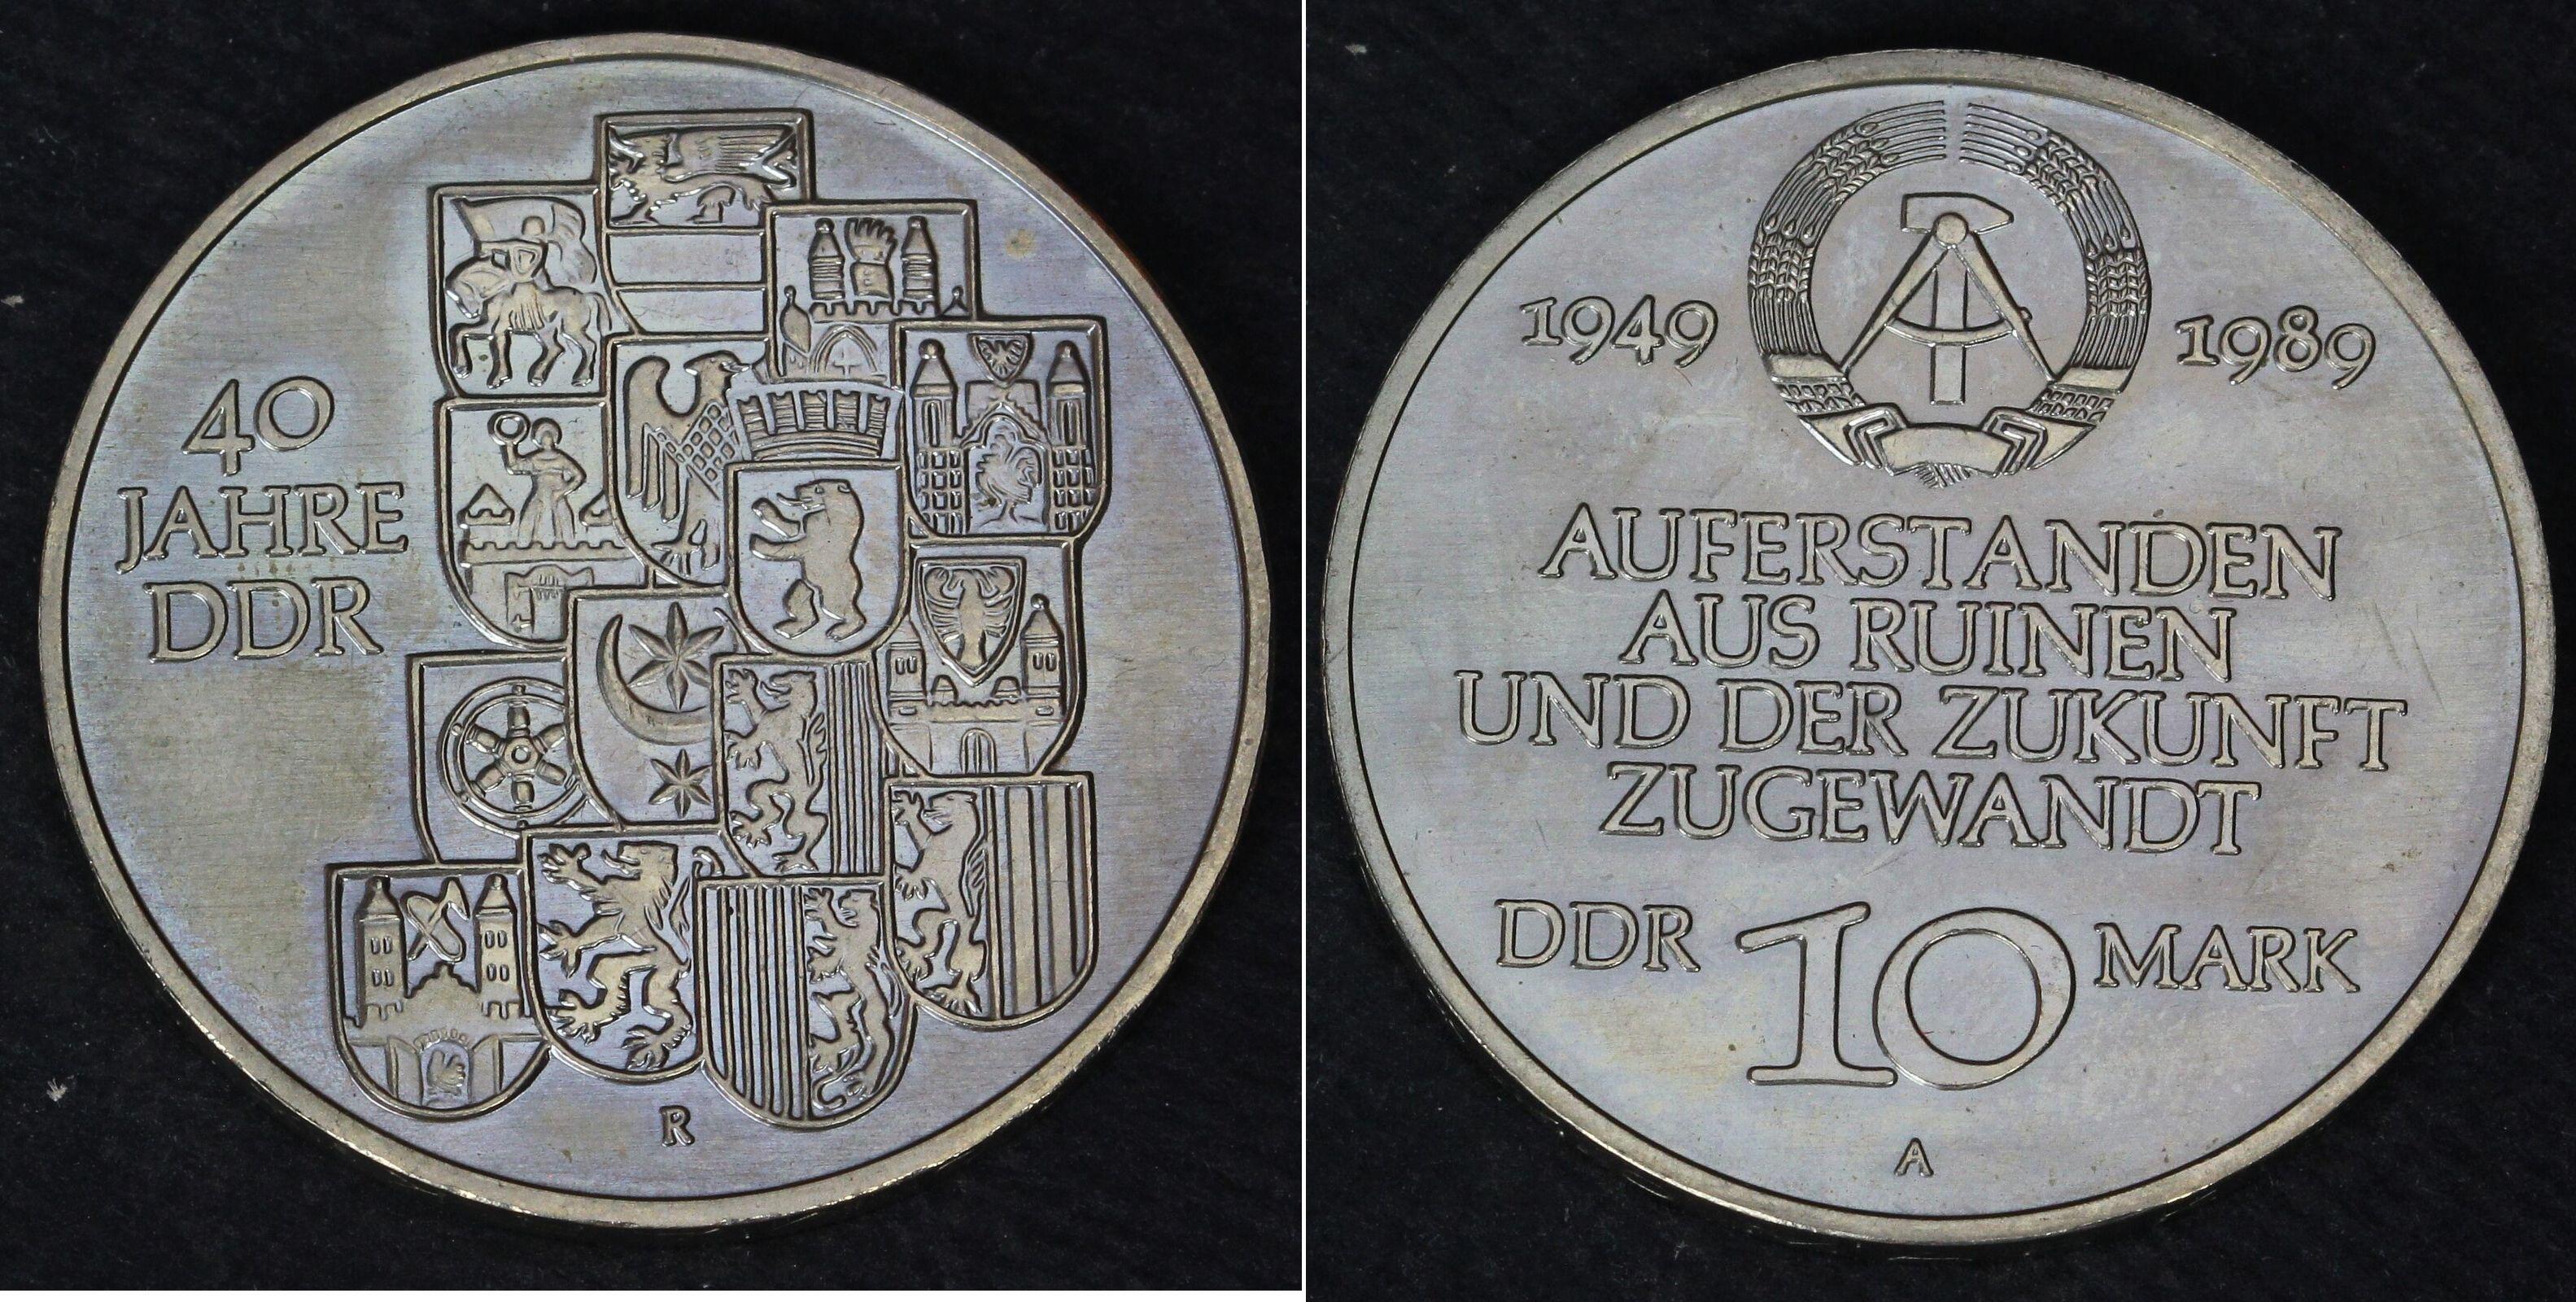 40
JAHRE
DDR
R
1949 1989
AUFERSTANDEN
AUS RUINEN
UND DER ZUKUNFT
ZUGEWANDT
DDR 10 MARK
A